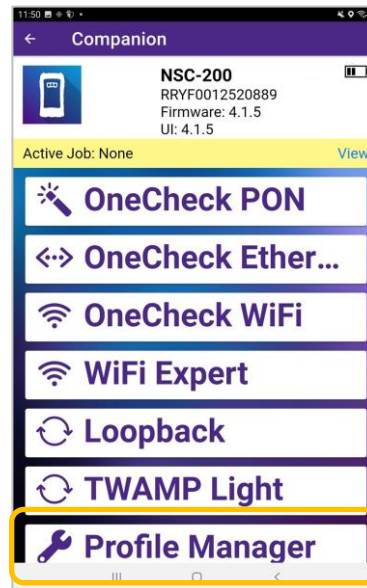 11:50
Companion
NSC-200
RRYF0012520889
Firmware: 4.1.5
UI: 4.1.5
Active Job: None View
OneCheck PON
OneCheck Ether...
OneCheck WiFi
WiFi Expert
Loopback
TWAMP Light
Profile Manager